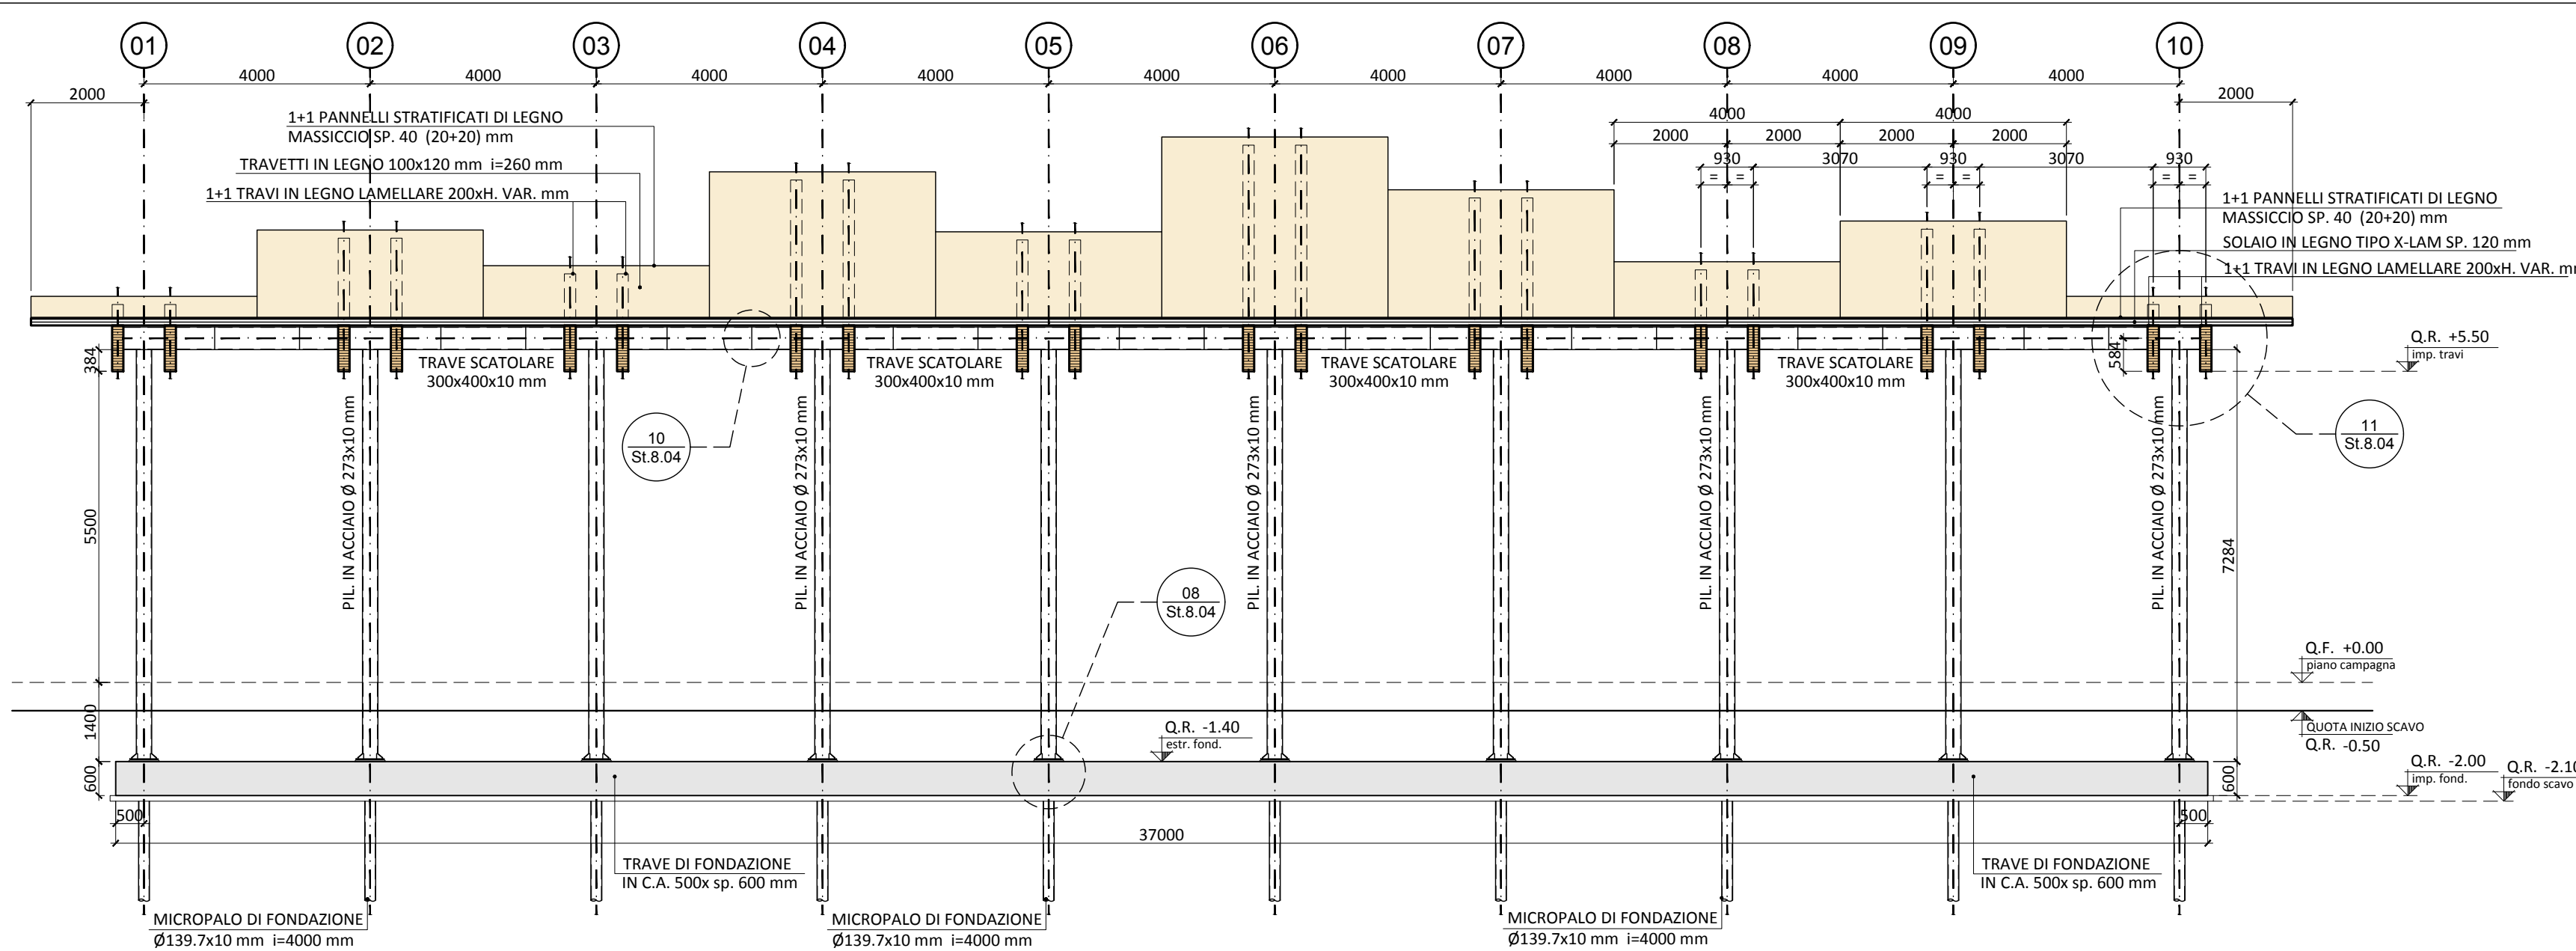 01 02 03 04 05 06 07 08 09 10
4000 4000 4000 4000 4000 4000 4000 4000 4000
2000 2000
4000 4000
2000 2000 2000 2000
930 3070 930 3070 930
= = = = = =
1+1 PANNELLI STRATIFICATI DI LEGNO
MASSICCIO SP. 40 (20+20) mm
TRAVETTI IN LEGNO 100x120 mm i=260 mm
1+1 TRAVI IN LEGNO LAMELLARE 200xH. VAR. mm
1+1 PANNELLI STRATIFICATI DI LEGNO
MASSICCIO SP. 40 (20+20) mm
SOLAIO IN LEGNO TIPO X-LAM SP. 120 mm
1+1 TRAVI IN LEGNO LAMELLARE 200xH. VAR.
384
584
Q.R. +5.50
imp. travi
TRAVE SCATOLARE
300x400x10 mm
TRAVE SCATOLARE
300x400x10 mm
TRAVE SCATOLARE
300x400x10 mm
TRAVE SCATOLARE
300x400x10 mm
10
St.8.04
11
St.8.04
PIL. IN ACCIAIO Ø 273x10 mm
PIL. IN ACCIAIO Ø 273x10 mm
PIL. IN ACCIAIO Ø 273x10 mm
PIL. IN ACCIAIO Ø 273x10 mm
PIL. IN ACCIAIO Ø 273x10 mm
5500
7284
08
St.8.04
Q.F. +0.00
piano campagna
1400
Q.R. -1.40
estr. fond.
QUOTA INIZIO SCAVO
Q.R. -0.50
600
600
Q.R. -2.00
imp. fond.
Q.R. -2.10
fondo scavo
500
500
37000
TRAVE DI FONDAZIONE
IN C.A. 500x sp. 600 mm
TRAVE DI FONDAZIONE
IN C.A. 500x sp. 600 mm
MICROPALO DI FONDAZIONE
Ø139.7x10 mm i=4000 mm
MICROPALO DI FONDAZIONE
Ø139.7x10 mm i=4000 mm
MICROPALO DI FONDAZIONE
Ø139.7x10 mm i=4000 mm